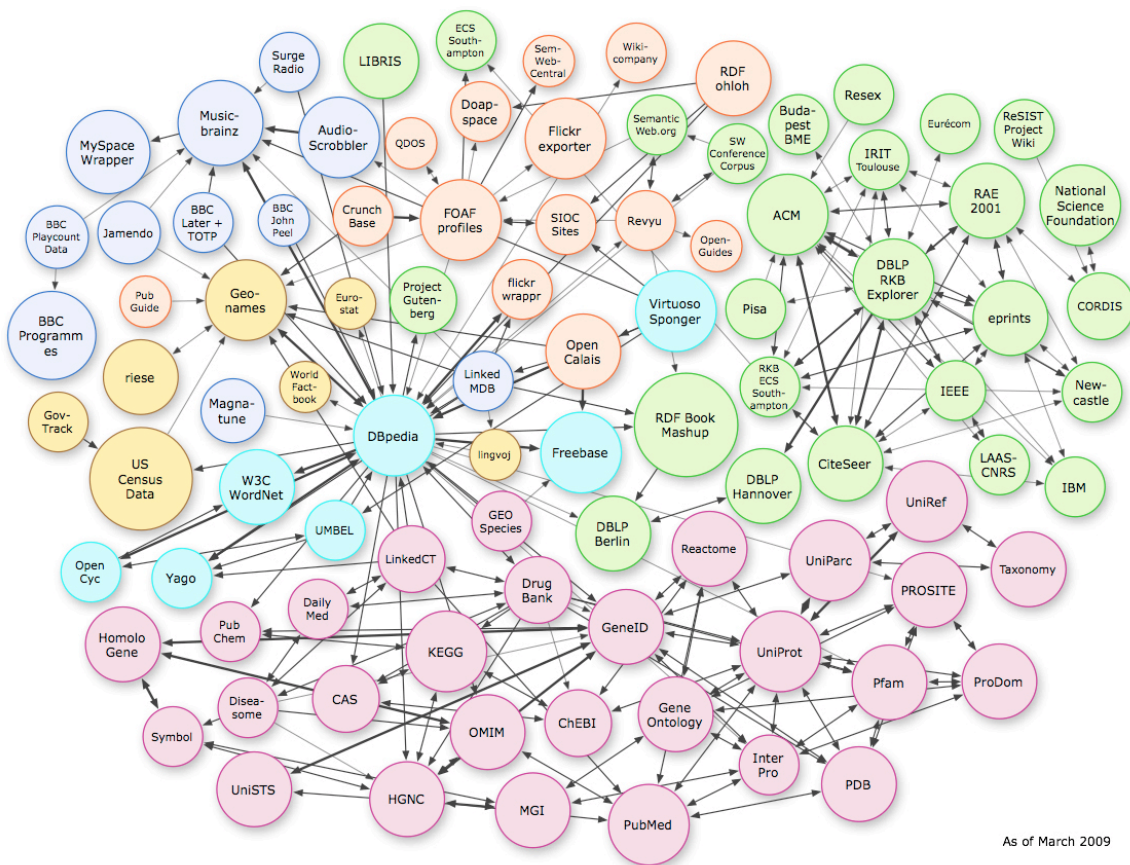 ECS
South-
ampton
Surge
Radio
LIBRIS
Sem-
Web-
Central
Wiki-
company
RDF
ohloh
Music-
brainz
Audio-
Scrobbler
MySpace
Wrapper
QDOS
Doap-
space
Flickr
exporter
Semantic
Web.org
SW
Conference
Corpus
Buda-
pest
BME
Resex
Eurécom
ReSIST
Project
Wiki
IRIT
Toulouse
BBC
Playcount
Data
Jamendo
BBC
Later +
TOTP
BBC
John
Peel
Crunch
Base
FOAF
profiles
SIOC
Sites
Revyu
Open-
Guides
ACM
RAE
2001
National
Science
Foundation
DBLP
RKB
Explorer
Pub
Guide
Geo-
names
Euro-
stat
Project
Guten-
berg
flickr
wrappr
Virtuoso
Sponger
Pisa
eprints
CORDIS
BBC
Programm
es
riese
World
Fact-
book
Linked
MDB
Open
Calais
RKB
ECS
South-
ampton
IEEE
New-
castle
Gov-
Track
Magna-
tune
DBpedia
lingvoj
Freebase
RDF Book
Mashup
CiteSeer
LAAS-
CNRS
IBM
US
Census
Data
W3C
WordNet
UMBEL
GEO
Species
DBLP
Hannover
DBLP
Berlin
UniRef
Open
Cyc
Yago
LinkedCT
Reactome
UniParc
Taxonomy
Daily
Med
Drug
Bank
PROSITE
Homolo
Gene
Pub
Chem
KEGG
GeneID
UniProt
Pfam
ProDom
Disea-
some
CAS
ChEBI
Gene
Ontology
Symbol
OMIM
Inter
Pro
UniSTS
HGNC
MGI
PubMed
PDB
As of March 2009